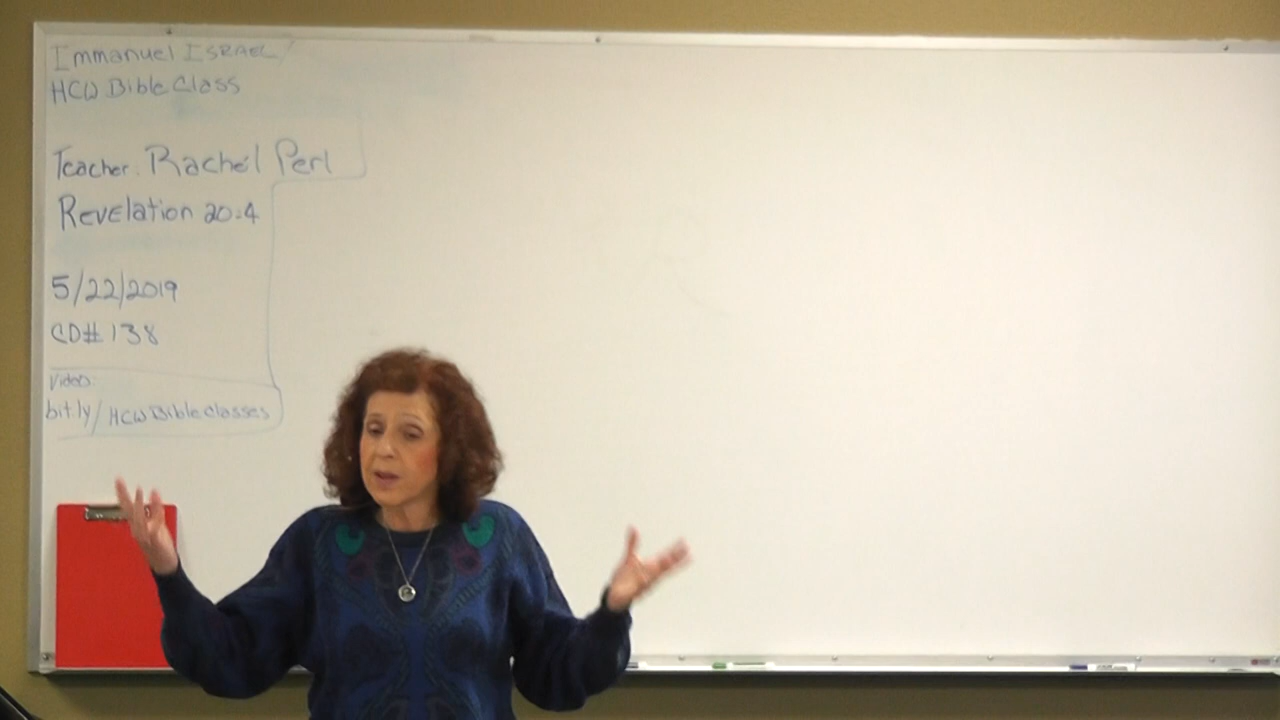 Immanuel ISRAEL/
HCW Bible Class
Teacher. Rachel Perl
Revelation 20:4
5/22/2019
CD# 138
Video:
bit.ly/HCWBibleClasses